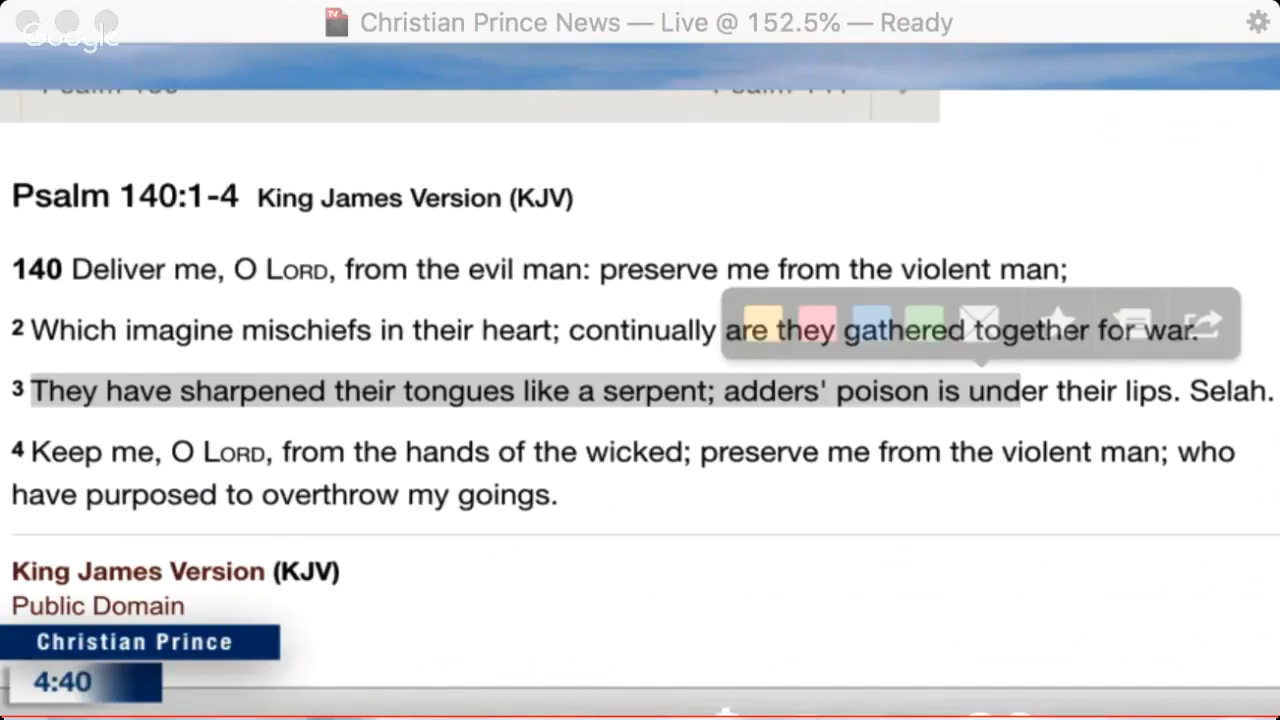 Christian Prince News — Live @ 152.5% — Ready
Google
Psalm 140:1-4 King James Version (KJV)
140 Deliver me, O LORD, from the evil man: preserve me from the violent man;
2 Which imagine mischiefs in their heart; continually are they gathered together for war.
3 They have sharpened their tongues like a serpent; adders' poison is under their lips. Selah.
4 Keep me, O LORD, from the hands of the wicked; preserve me from the violent man; who
have purposed to overthrow my goings.
King James Version (KJV)
Public Domain
Christian Prince
4:40